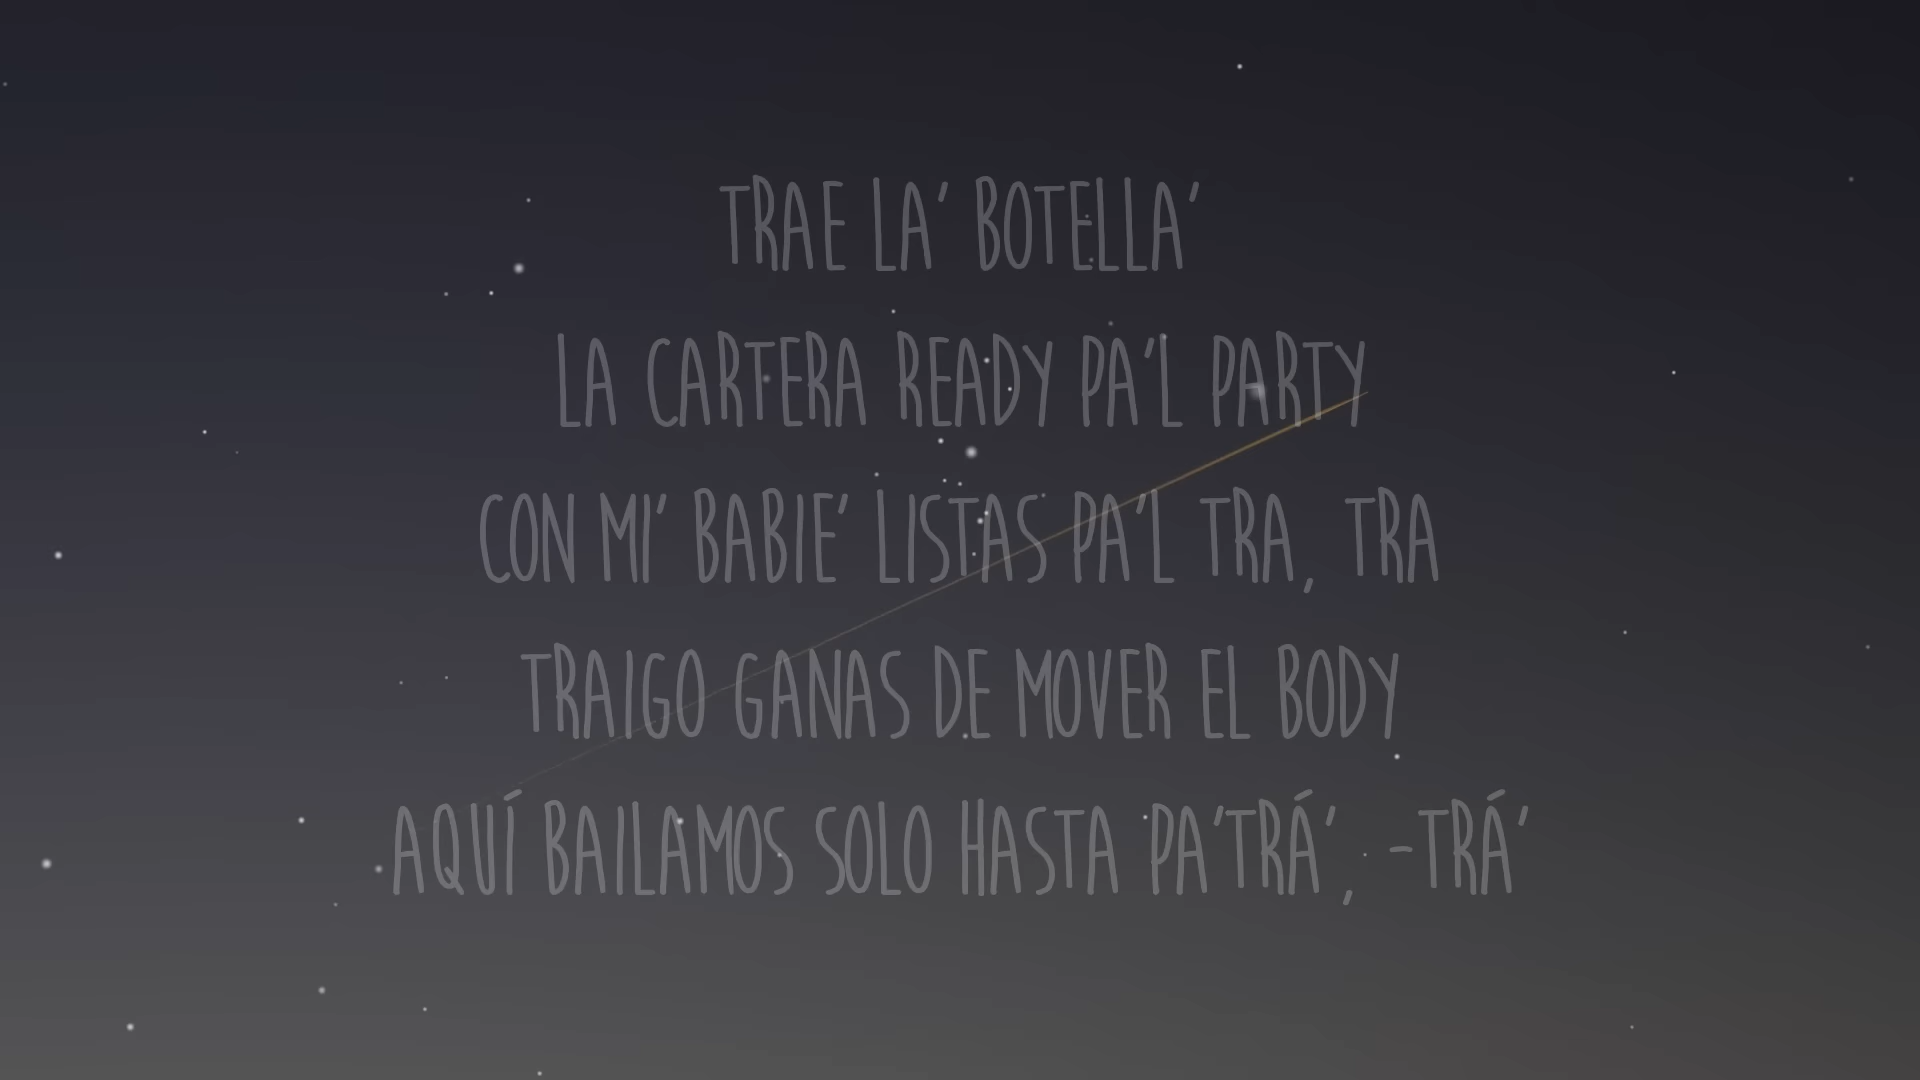 TRAE LA' BOTELLA'
LA CARTERA READY PA'L PARTY
CON MI' BABIE' LISTAS PA'L TRA, TRA
TRAIGO GANAS DE MOVER EL BODY
AQUÍ BAILAMOS SOLO HASTA PA'TRÁ', -TRÁ'